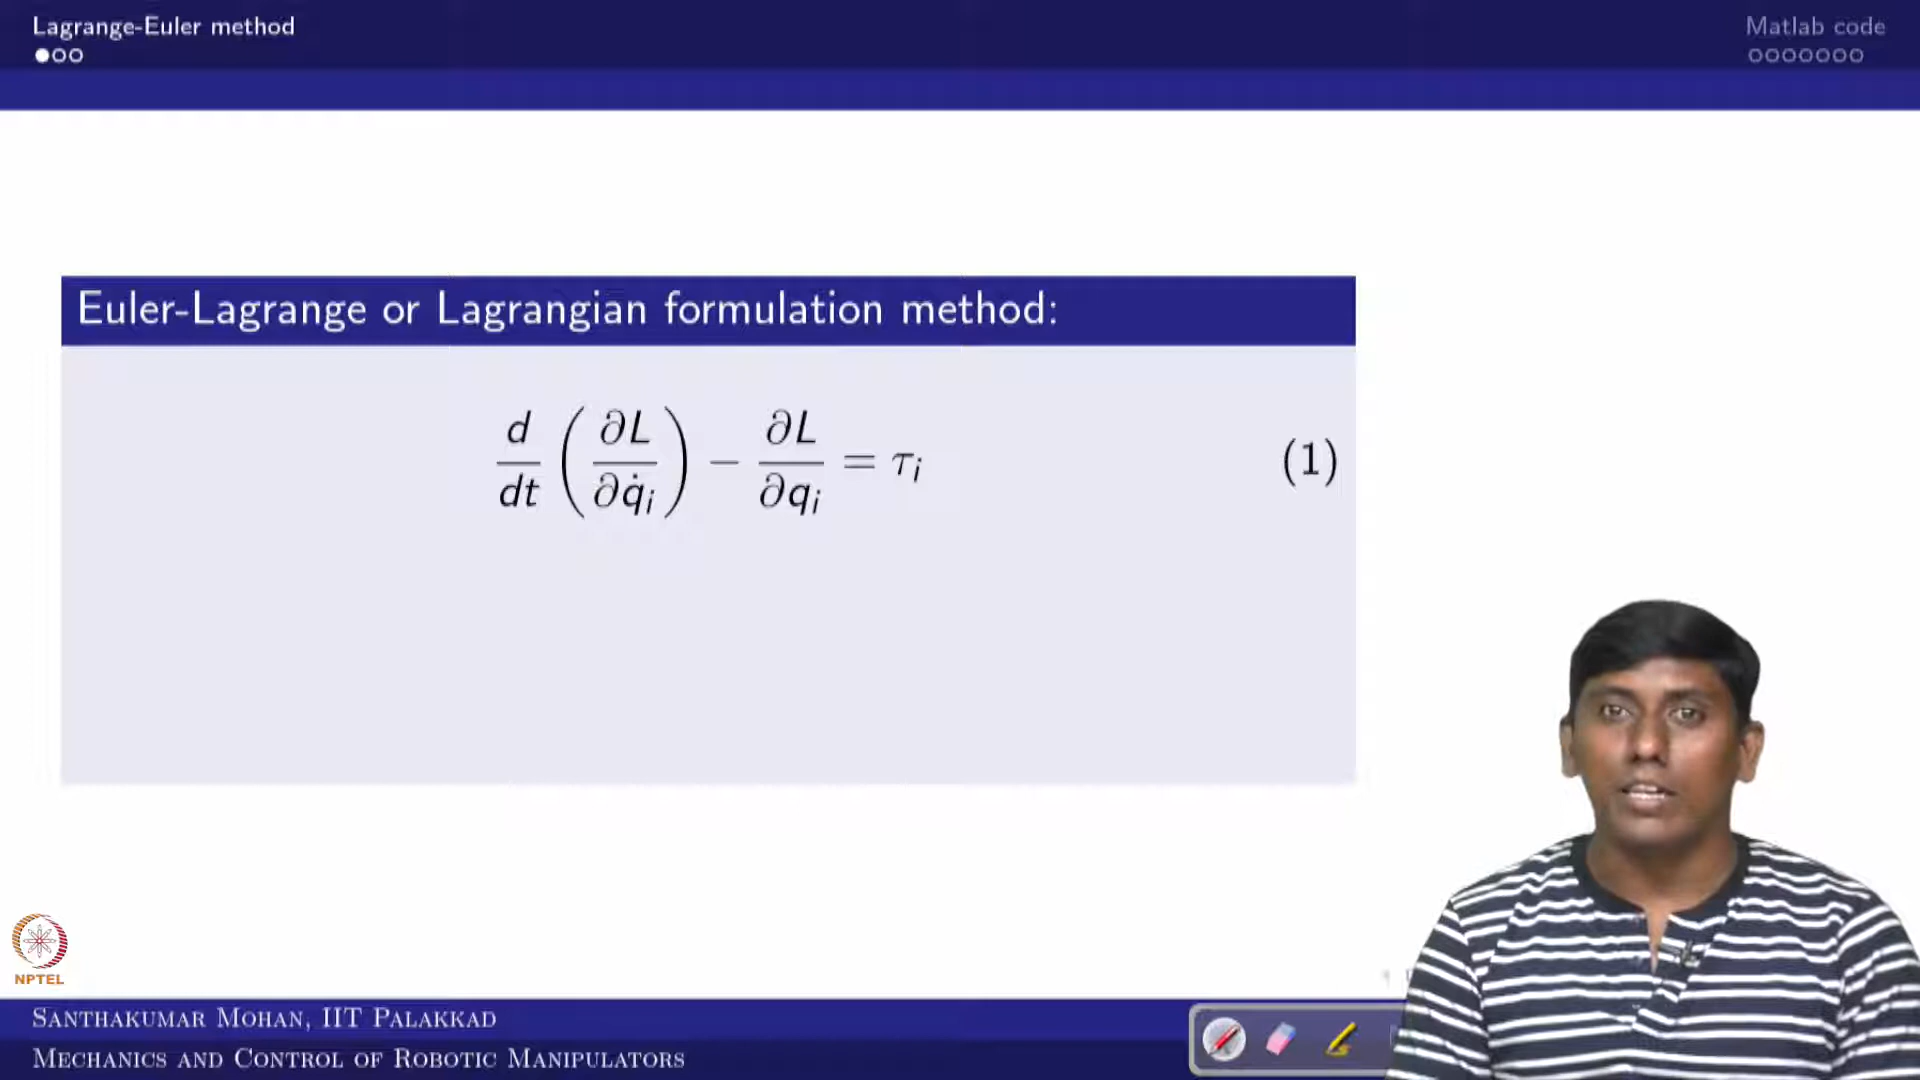 Lagrange-Euler method
Matlab code
Euler-Lagrange or Lagrangian formulation method:
d/dt (∂L/∂q̇ᵢ) − ∂L/∂qᵢ = τᵢ (1)
NPTEL
SANTHAKUMAR MOHAN, IIT PALAKKAD
MECHANICS AND CONTROL OF ROBOTIC MANIPULATORS